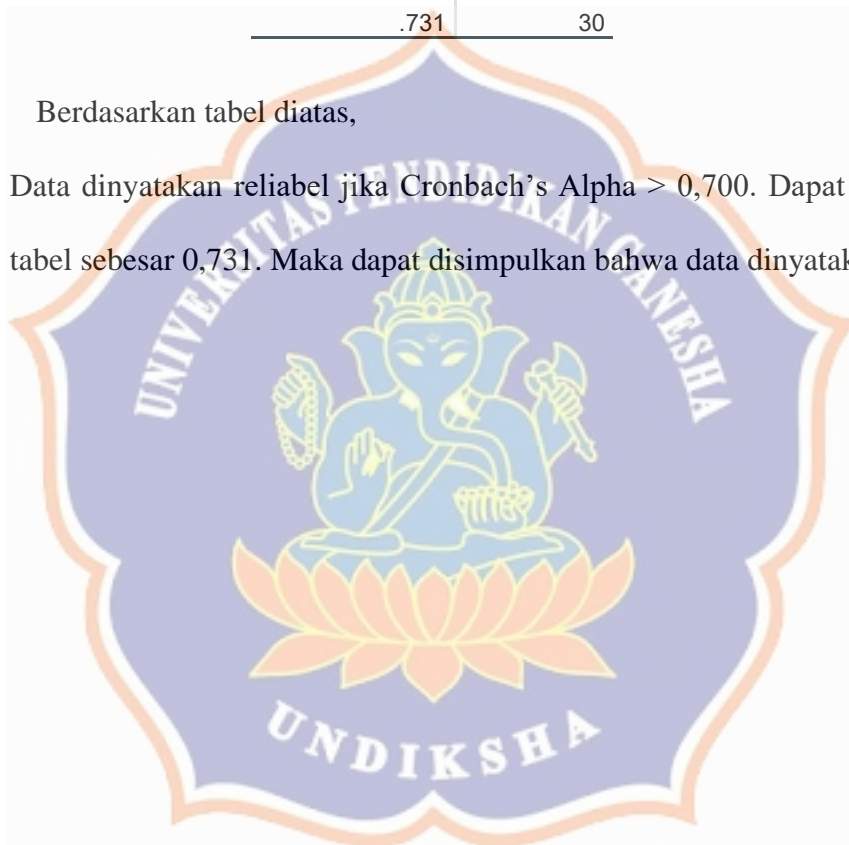 .731 30
Berdasarkan tabel diatas,
Data dinyatakan reliabel jika Cronbach's Alpha > 0,700. Dapat
tabel sebesar 0,731. Maka dapat disimpulkan bahwa data
UNIVERSITAS PENDIDIKAN GANESHA
UNDIKSHA